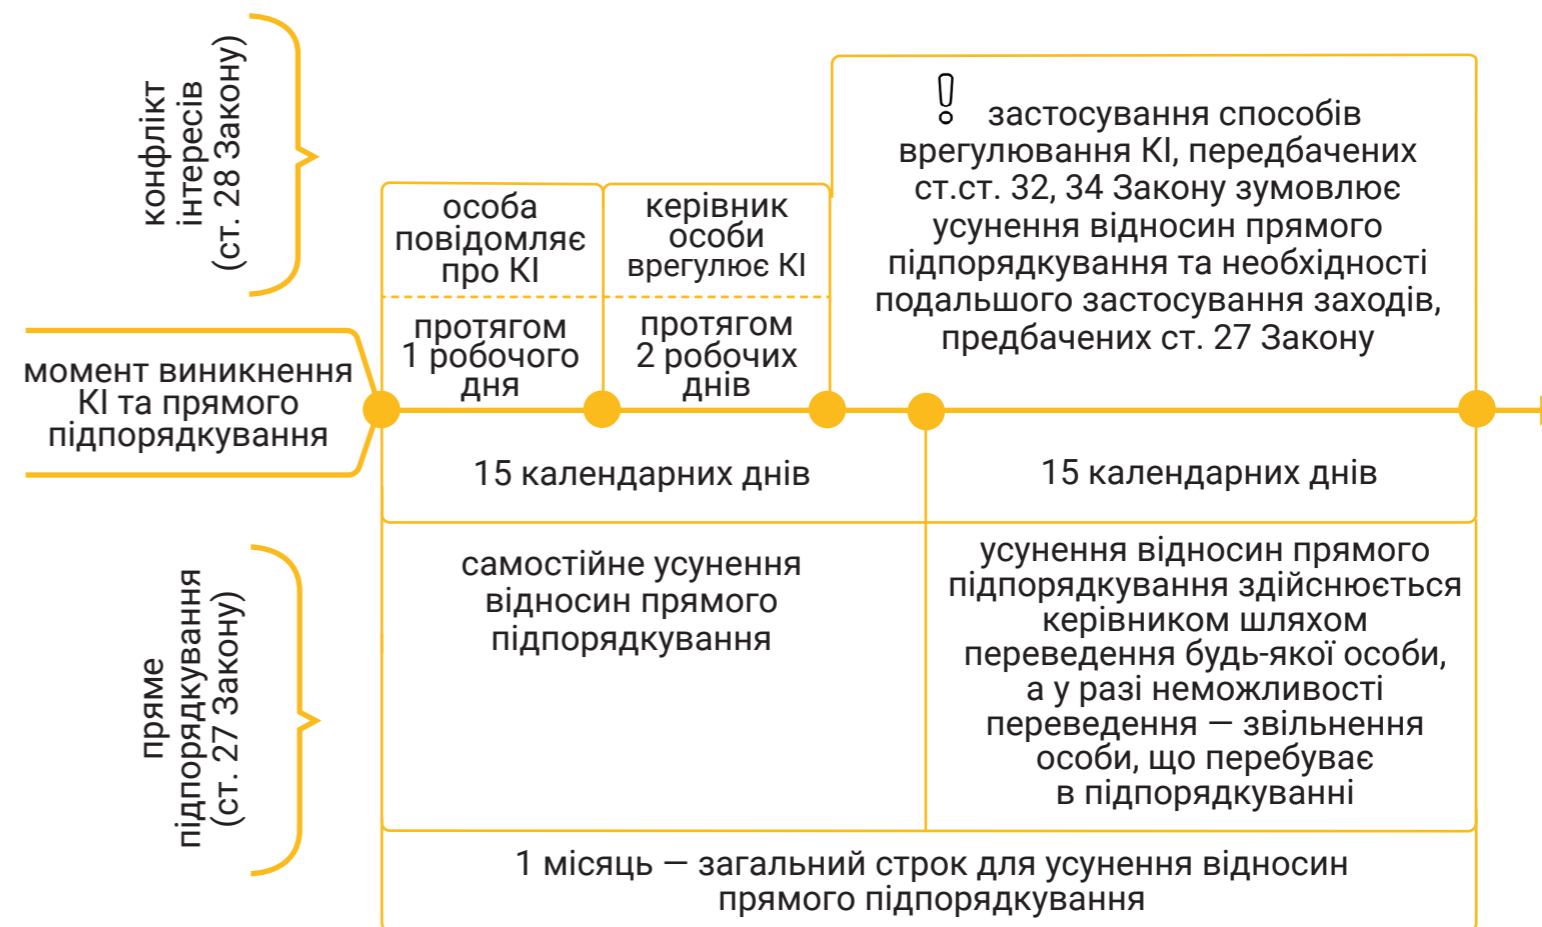 конфлікт
інтересів
(ст. 28 Закону)
особа
повідомляє
про КІ
протягом
1 робочого
дня
керівник
особи
врегулює КІ
протягом
2 робочих
днів
! застосування способів
врегулювання КІ, передбачених
ст.ст. 32, 34 Закону зумовлює
усунення відносин прямого
підпорядкування та необхідності
подальшого застосування заходів,
предбачених ст. 27 Закону
момент виникнення
КІ та прямого
підпорядкування
15 календарних днів
15 календарних днів
пряме
підпорядкування
(ст. 27 Закону)
самостійне усунення
відносин прямого
підпорядкування
усунення відносин прямого
підпорядкування здійснюється
керівником шляхом
переведення будь-якої особи,
а у разі неможливості
переведення — звільнення
особи, що перебуває
в підпорядкуванні
1 місяць — загальний строк для усунення відносин
прямого підпорядкування